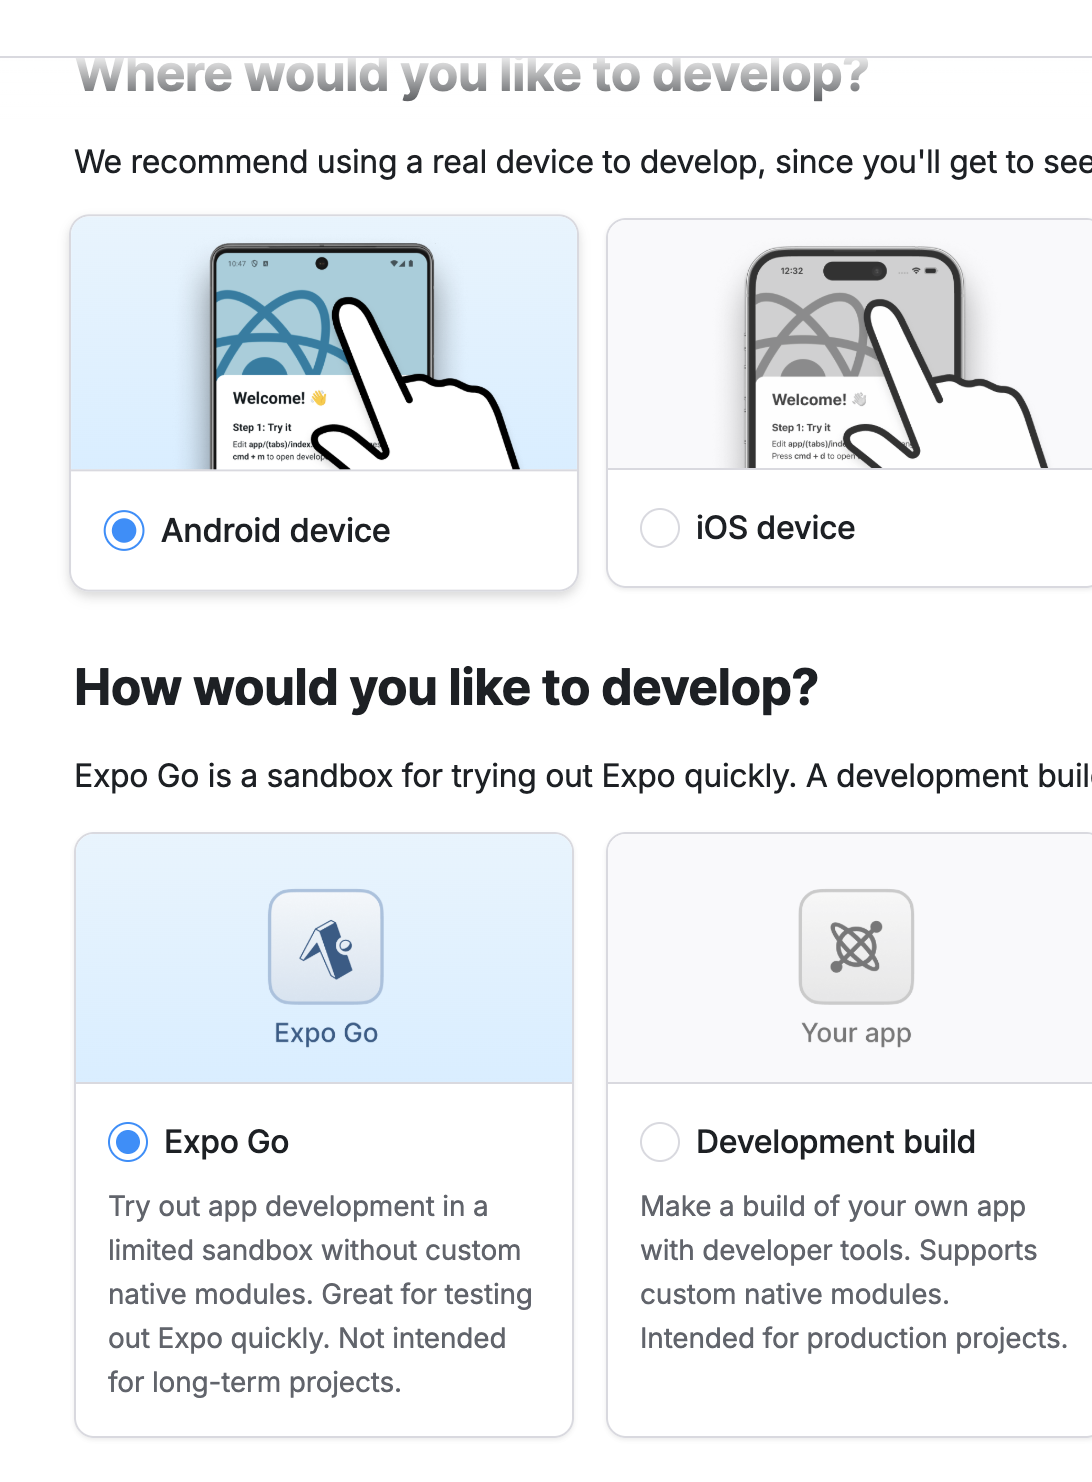 Where would you like to develop?
We recommend using a real device to develop, since you'll get to see
10:47
Welcome! 👋
Step 1: Try it
Edit app/(tabs)/index.
cmd + m to open develop
12:32
Welcome! 👋
Step 1: Try it
Edit app/(tabs)/inde
Press cmd + d to open
Android device
iOS device
How would you like to develop?
Expo Go is a sandbox for trying out Expo quickly. A development buil
Expo Go
Your app
Expo Go
Try out app development in a
limited sandbox without custom
native modules. Great for testing
out Expo quickly. Not intended
for long-term projects.
Development build
Make a build of your own app
with developer tools. Supports
custom native modules.
Intended for production projects.